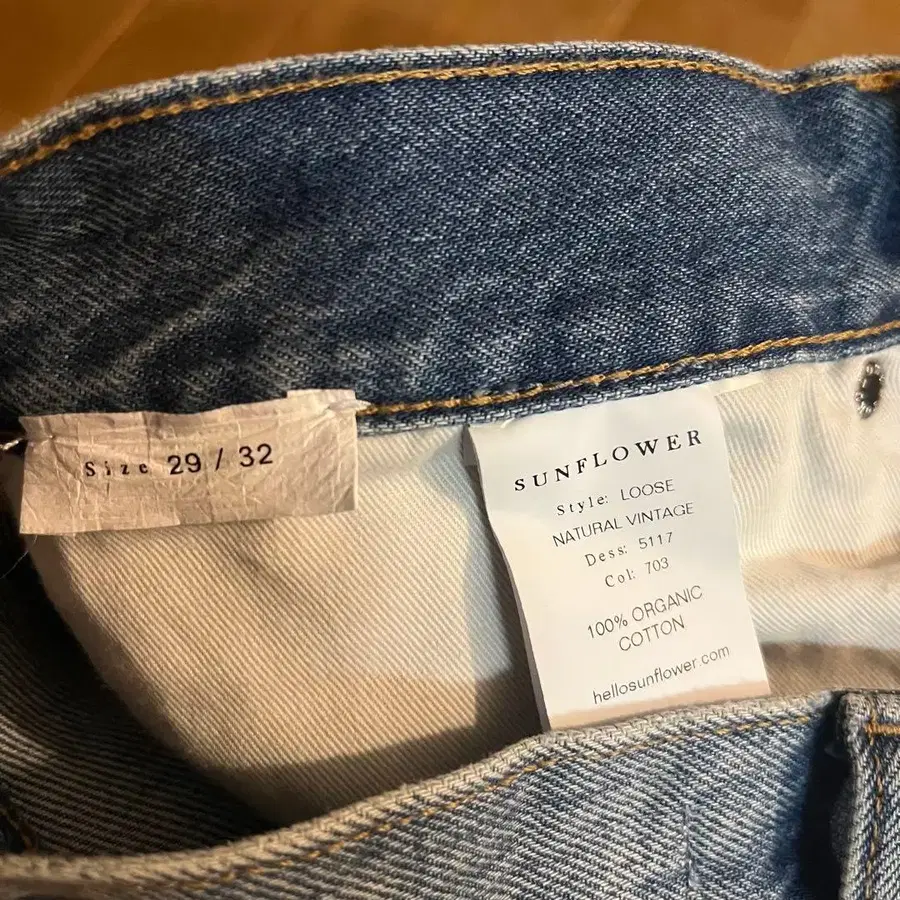 Size 29 / 32
SUNFLOWER
Style: LOOSE
NATURAL VINTAGE
Dess: 5117
Col: 703
100% ORGANIC
COTTON
hellosunflower.com